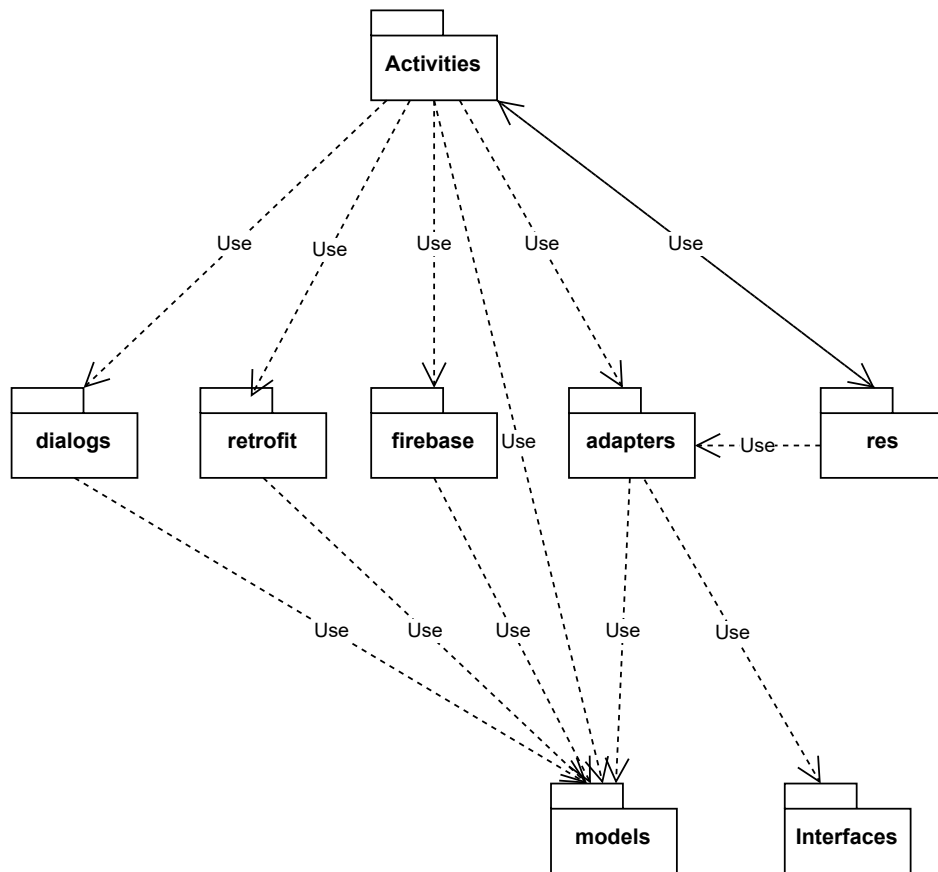 Activities
Use
Use
Use
Use
Use
dialogs
retrofit
firebase
Use
adapters
Use
res
Use
Use
Use
Use
Use
models
Interfaces